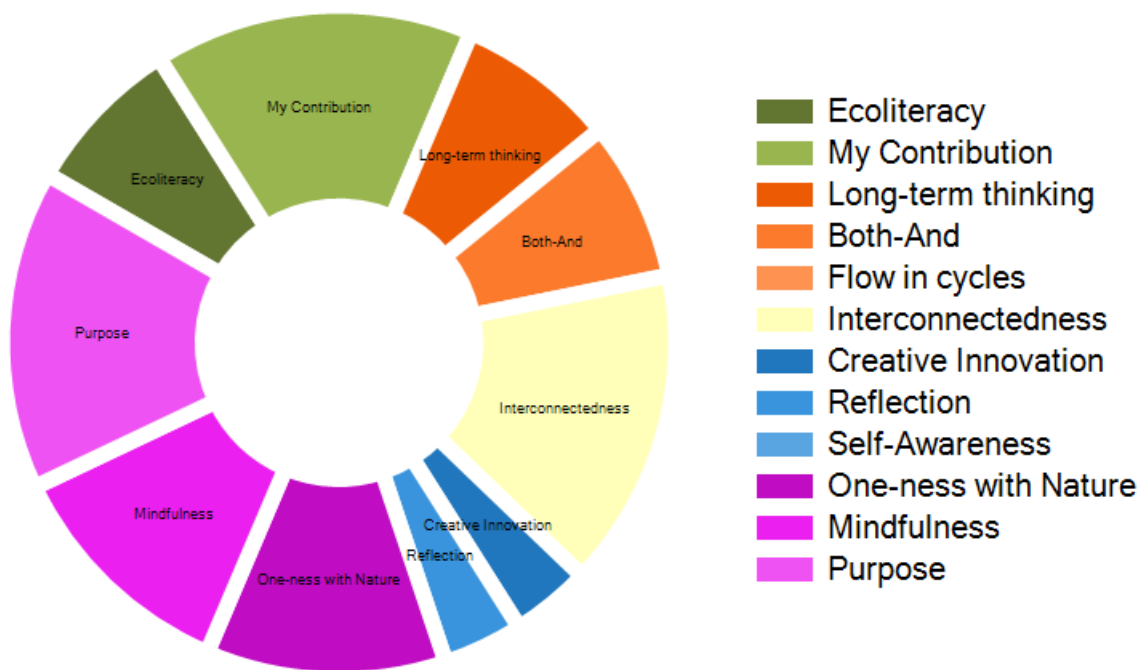 My Contribution
Long-term thinking
Ecoliteracy
Both-And
Purpose
Interconnectedness
Mindfulness
Creative Innovation
Reflection
One-ness with Nature
Ecoliteracy
My Contribution
Long-term thinking
Both-And
Flow in cycles
Interconnectedness
Creative Innovation
Reflection
Self-Awareness
One-ness with Nature
Mindfulness
Purpose